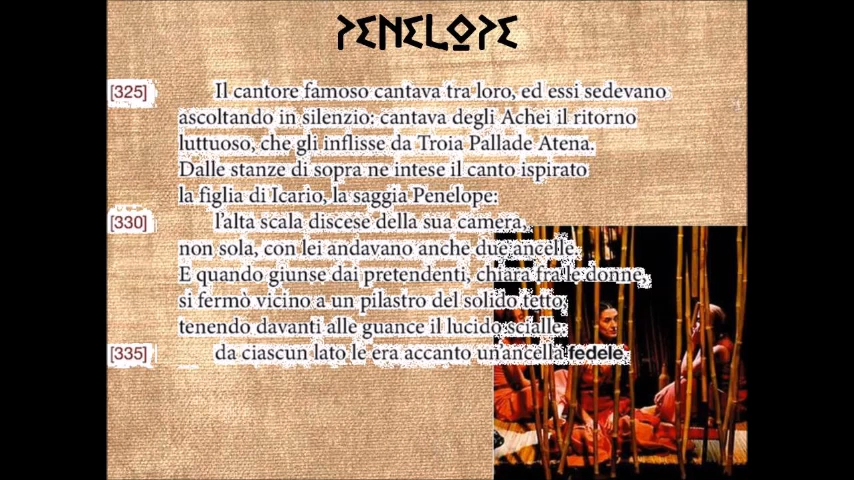 PENELOPE
[325] Il cantore famoso cantava tra loro, ed essi sedevano
ascoltando in silenzio: cantava degli Achei il ritorno
luttuoso, che gli inflisse da Troia Pallade Atena.
Dalle stanze di sopra ne intese il canto ispirato
la figlia di Icario, la saggia Penelope:
[330] l'alta scala discese della sua camera,
non sola, con lei andavano anche due ancelle.
E quando giunse dai pretendenti, chiara fra le donne,
si fermò vicino a un pilastro del solido tetto,
tenendo davanti alle guance il lucido scialle:
[335] da ciascun lato le era accanto un'ancella fedele.